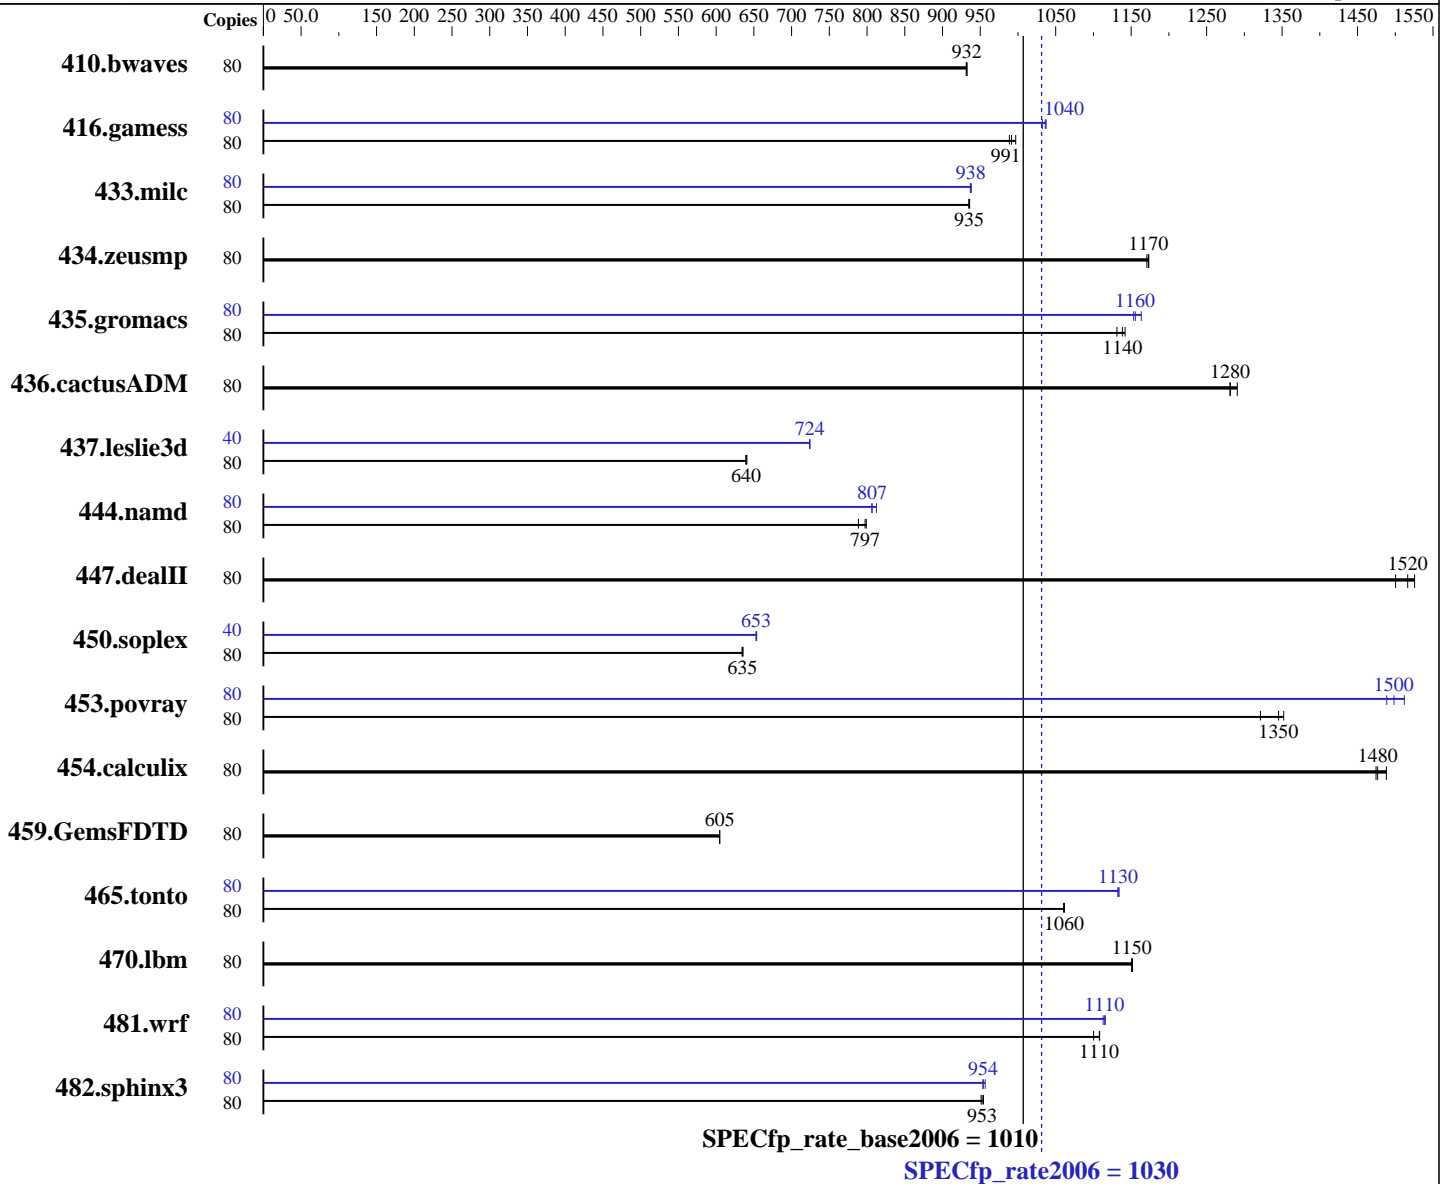 Copies 0 50.0 150 200 250 300 350 400 450 500 550 600 650 700 750 800 850 900 950 1050 1150 1250 1350 1450 1550
410.bwaves 80 932
416.gamess 80 1040
80 991
433.milc 80 938
80 935
434.zeusmp 80 1170
435.gromacs 80 1160
80 1140
436.cactusADM 80 1280
437.leslie3d 40 724
80 640
444.namd 80 807
80 797
447.dealII 80 1520
450.soplex 40 653
80 635
453.povray 80 1500
80 1350
454.calculix 80 1480
459.GemsFDTD 80 605
465.tonto 80 1130
80 1060
470.lbm 80 1150
481.wrf 80 1110
80 1110
482.sphinx3 80 954
80 953
SPECfp_rate_base2006 = 1010
SPECfp_rate2006 = 1030